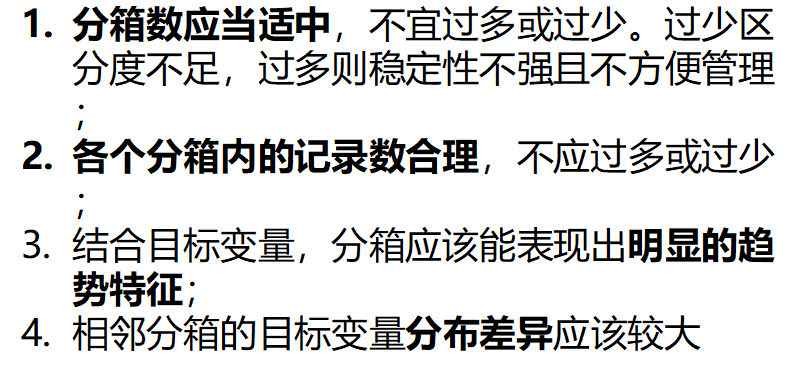 1. 分箱数应当适中，不宜过多或过少。过少区
分度不足，过多则稳定性不强且不方便管理
；
2. 各个分箱内的记录数合理，不应过多或过少
；
3. 结合目标变量，分箱应该能表现出明显的趋
势特征；
4. 相邻分箱的目标变量分布差异应该较大